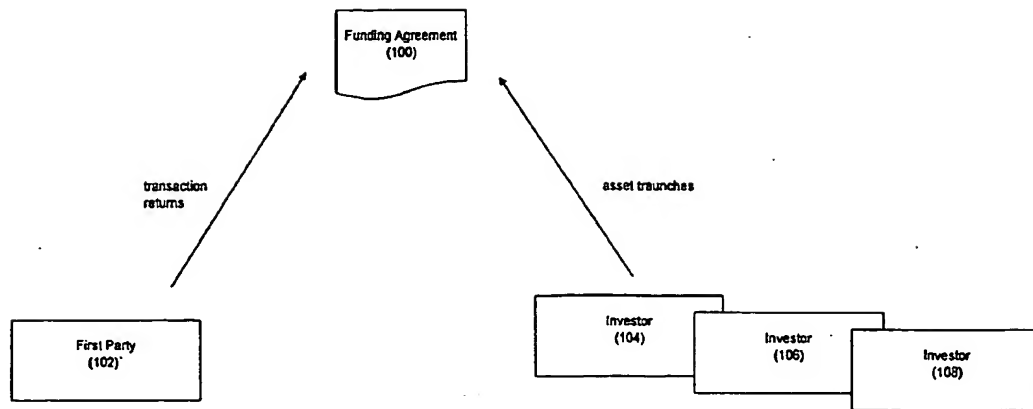 Funding Agreement
(100)
transaction
returns
asset traunches
First Party
(102)
Investor
(104)
Investor
(106)
Investor
(108)